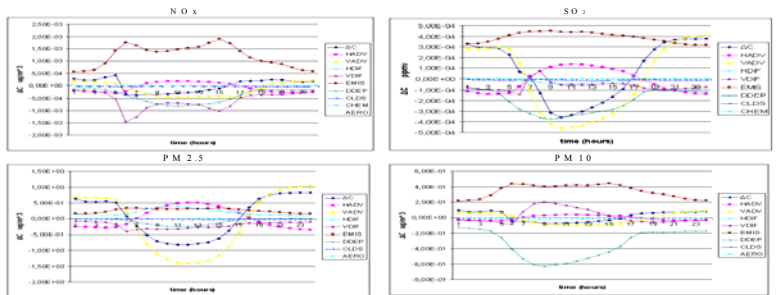 NOx
2,50E-03
2,00E-03
1,50E-03
1,00E-03
5,00E-04
0,00E+00
-5,00E-04
-1,00E-03
-1,50E-03
-2,00E-03
time (hours)
ΔC
HADV
VADV
HDIF
VDIF
EMIS
DDEP
CLDS
CHEM
AERO
SO₂
5,00E-04
4,00E-04
3,00E-04
2,00E-04
1,00E-04
0,00E+00
-1,00E-04
-2,00E-04
-3,00E-04
-4,00E-04
-5,00E-04
ΔC ppmv
time (hours)
ΔC
HADV
VADV
HDIF
VDIF
EMIS
DDEP
CLDS
CHEM
PM 2.5
1,50E+00
1,00E+00
5,00E-01
0,00E+00
-5,00E-01
-1,00E+00
-1,50E+00
-2,00E+00
time (hours)
ΔC
HADV
VADV
HDIF
VDIF
EMIS
DDEP
CLDS
AERO
PM 10
6,00E-01
4,00E-01
2,00E-01
0,00E+00
-2,00E-01
-4,00E-01
-6,00E-01
-8,00E-01
time (hours)
ΔC
HADV
VADV
HDIF
VDIF
EMIS
DDEP
CLDS
AERO